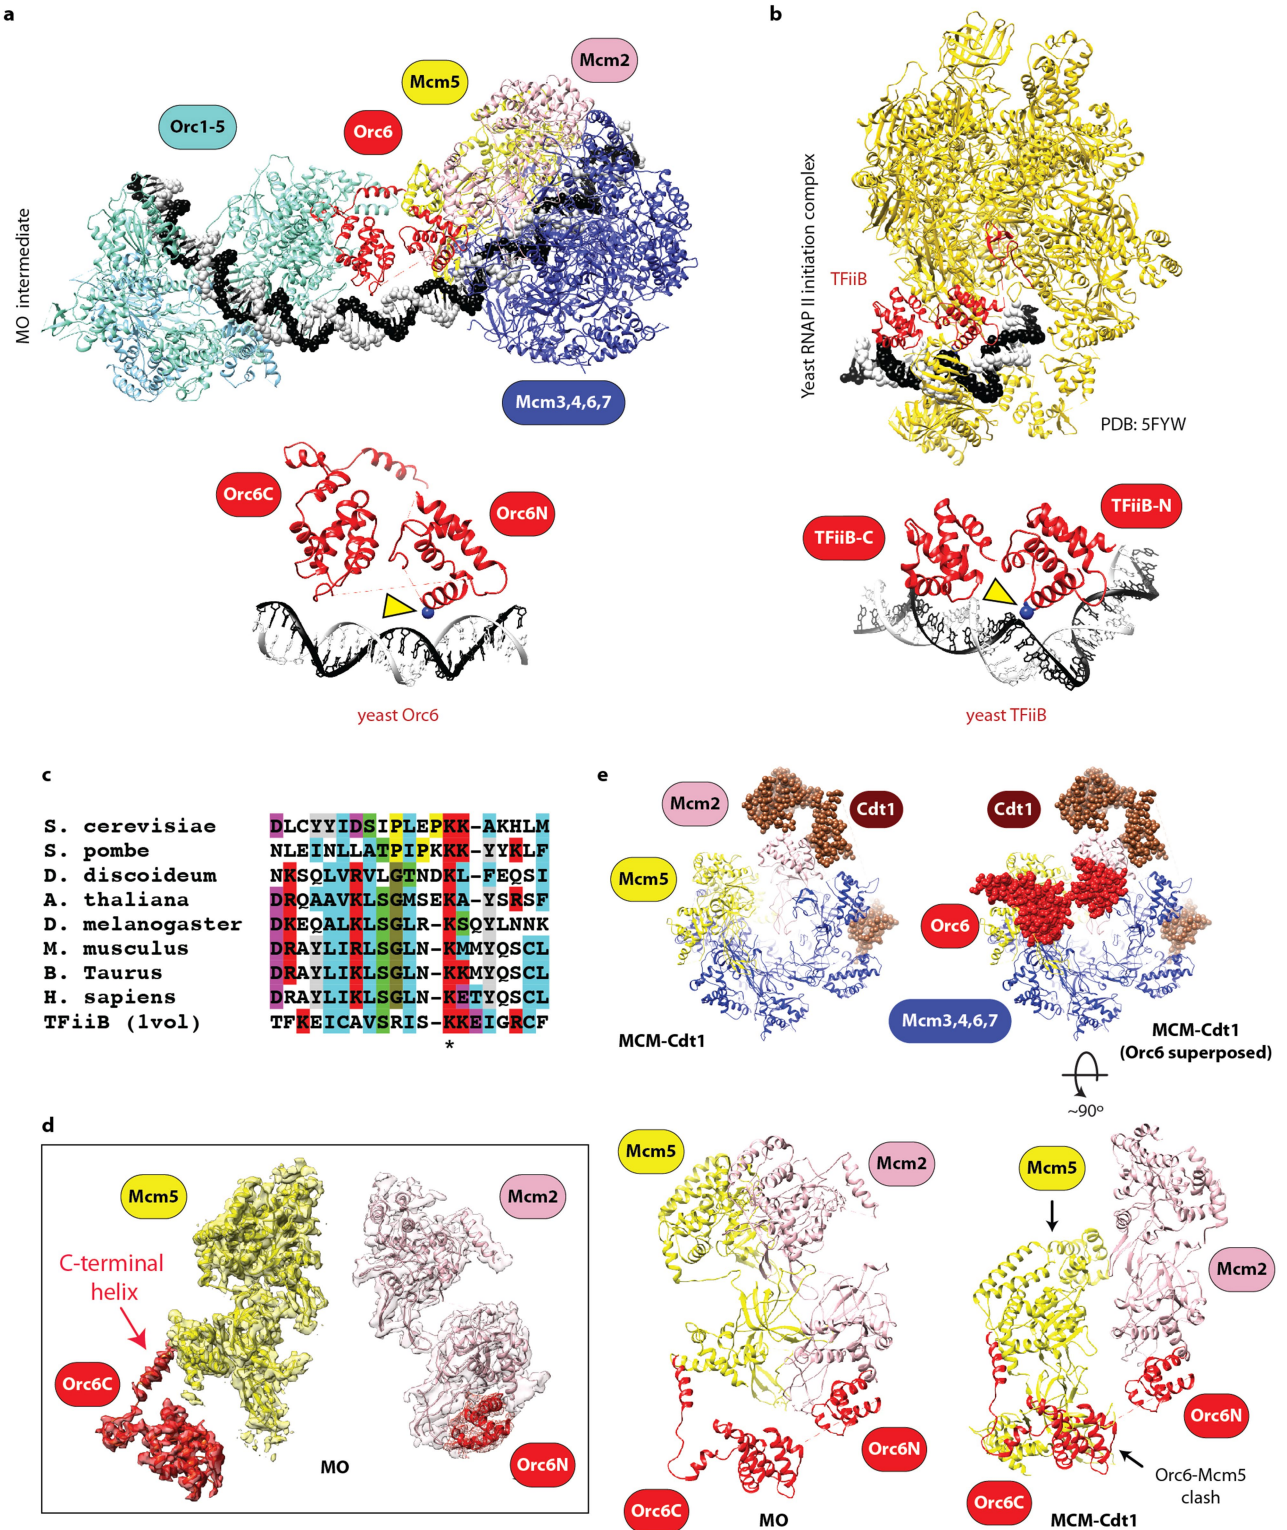 a
MO intermediate
Orc1-5
Orc6
Mcm5
Mcm2
Mcm3,4,6,7
Orc6C
Orc6N
yeast Orc6
b
Yeast RNAP II initiation complex
TFiiB
PDB: 5FYW
TFiiB-C
TFiiB-N
yeast TFiiB
c
S. cerevisiae DLCYYIDSIPLEPKK-AKHLM
S. pombe NLEINLLATPIPKKK-YYKLF
D. discoideum NKSQLVRVLGTNDKL-FEQSI
A. thaliana DRQAAVKLSGMSEKA-YSRSF
D. melanogaster DKEQALKLSGLR-KSQYLNNK
M. musculus DRAYLIRLSGLN-KMMYQSCL
B. Taurus DRAYLIKLSGLN-KKMYQSCL
H. sapiens DRAYLIKLSGLN-KETYQSCL
TFiiB (1vol) TFKEICAVSRIS-KKEIGRCF
*
d
Mcm5
Mcm2
C-terminal
helix
Orc6C
MO
Orc6N
e
Mcm2
Cdt1
Mcm5
MCM-Cdt1
Cdt1
Orc6
Mcm3,4,6,7
MCM-Cdt1
(Orc6 superposed)
~90º
Mcm5
Mcm2
Orc6N
Orc6C
MO
Mcm5
Mcm2
Orc6N
Orc6-Mcm5
clash
Orc6C
MCM-Cdt1